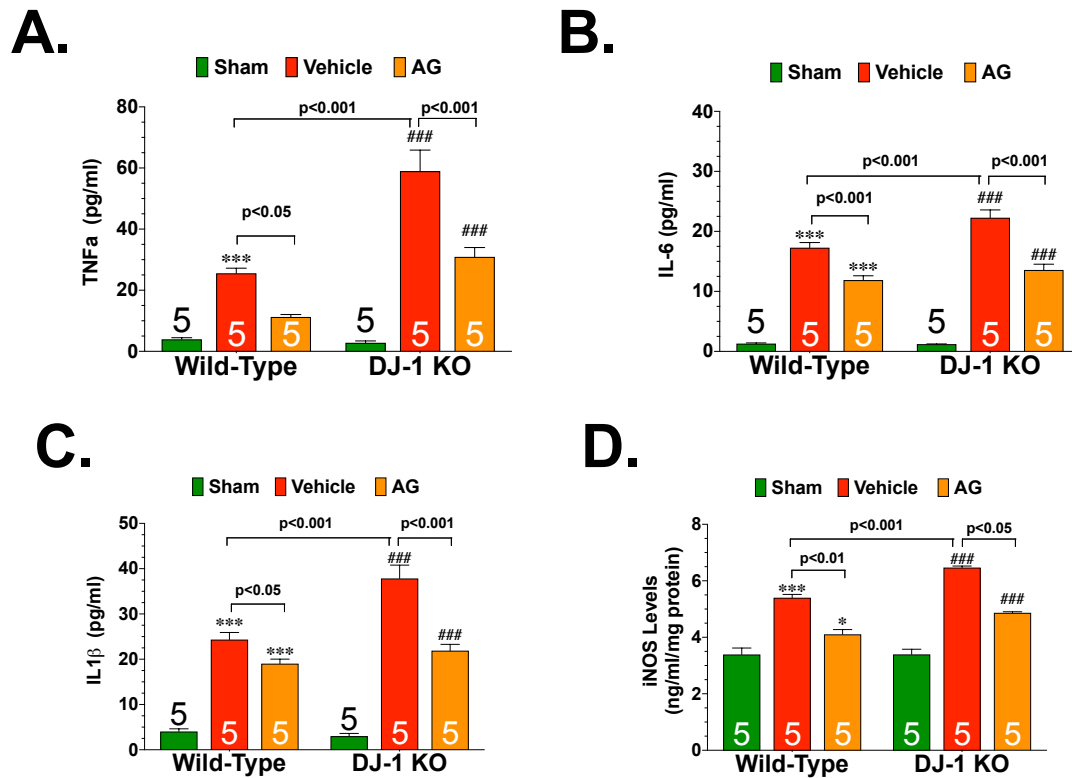 A.
Sham Vehicle AG
TNFa (pg/ml)
80
60
40
20
0
p<0.001
p<0.001
p<0.05
***
###
###
5 5 5 5 5 5
Wild-Type DJ-1 KO
B.
Sham Vehicle AG
IL-6 (pg/ml)
40
30
20
10
0
p<0.001
p<0.001
p<0.001
***
***
###
###
5 5 5 5 5 5
Wild-Type DJ-1 KO
C.
Sham Vehicle AG
IL1β (pg/ml)
50
40
30
20
10
0
p<0.001
p<0.001
p<0.05
***
***
###
###
5 5 5 5 5 5
Wild-Type DJ-1 KO
D.
Sham Vehicle AG
iNOS Levels
(ng/ml/mg protein)
8
6
4
2
0
p<0.001
p<0.05
p<0.01
***
*
###
###
5 5 5 5 5 5
Wild-Type DJ-1 KO